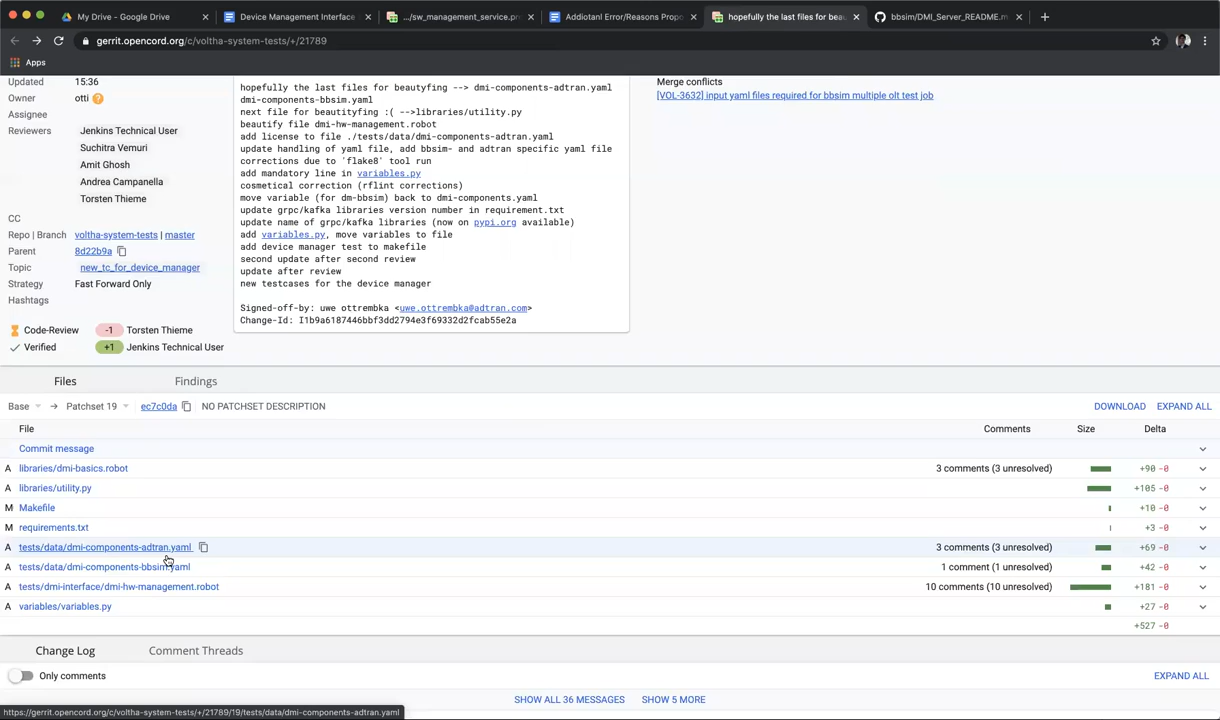 My Drive - Google Drive
Device Management Interface
.../sw_management_service.pr
Addiotanl Error/Reasons Propo
hopefully the last files for beau
bbsim/DMI_Server_README.m
gerrit.opencord.org/c/voltha-system-tests/+/21789
Apps
Updated 15:36
Owner otti
Assignee
Reviewers Jenkins Technical User
Suchitra Vemuri
Amit Ghosh
Andrea Campanella
Torsten Thieme
CC
Repo | Branch voltha-system-tests | master
Parent 8d22b9a
Topic new_tc_for_device_manager
Strategy Fast Forward Only
Hashtags
Code-Review -1 Torsten Thieme
Verified +1 Jenkins Technical User
hopefully the last files for beautyfing --> dmi-components-adtran.yaml
dmi-components-bbsim.yaml
next file for beautityfing :( -->libraries/utility.py
beautify file dmi-hw-management.robot
add license to file ./tests/data/dmi-components-adtran.yaml
update handling of yaml file, add bbsim- and adtran specific yaml file
corrections due to 'flake8' tool run
add mandatory line in variables.py
cosmetical correction (rflint corrections)
move variable (for dm-bbsim) back to dmi-components.yaml
update grpc/kafka libraries version number in requirement.txt
update name of grpc/kafka libraries (now on pypi.org available)
add variables.py, move variables to file
add device manager test to makefile
second update after second review
update after review
new testcases for the device manager
Signed-off-by: uwe ottrembka <uwe.ottrembka@adtran.com>
Change-Id: I1b9a6187446bbf3dd2794e3f69332d2fcab55e2a
Merge conflicts
[VOL-3632] input yaml files required for bbsim multiple olt test job
Files Findings
Base → Patchset 19 ec7c0da NO PATCHSET DESCRIPTION DOWNLOAD EXPAND ALL
File Comments Size Delta
Commit message
A libraries/dmi-basics.robot 3 comments (3 unresolved) +90 -0
A libraries/utility.py +105 -0
M Makefile +10 -0
M requirements.txt +3 -0
A tests/data/dmi-components-adtran.yaml 3 comments (3 unresolved) +69 -0
A tests/data/dmi-components-bbsim.yaml 1 comment (1 unresolved) +42 -0
A tests/dmi-interface/dmi-hw-management.robot 10 comments (10 unresolved) +181 -0
A variables/variables.py +27 -0
+527 -0
Change Log Comment Threads
Only comments EXPAND ALL
SHOW ALL 36 MESSAGES SHOW 5 MORE
https://gerrit.opencord.org/c/voltha-system-tests/+/21789/19/tests/data/dmi-components-adtran.yaml